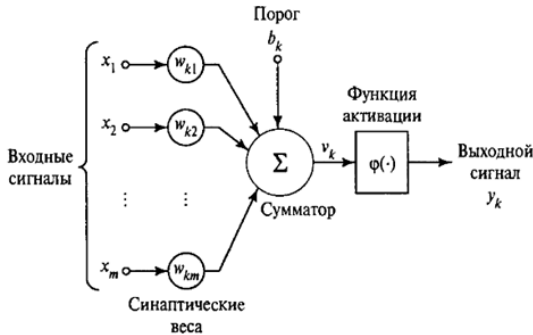 Порог
b_k
x_1
w_k1
Функция
активации
x_2
w_k2
Входные
сигналы
Σ
v_k
φ(·)
Выходной
сигнал
y_k
Сумматор
⋮
⋮
x_m
w_km
Синаптические
веса